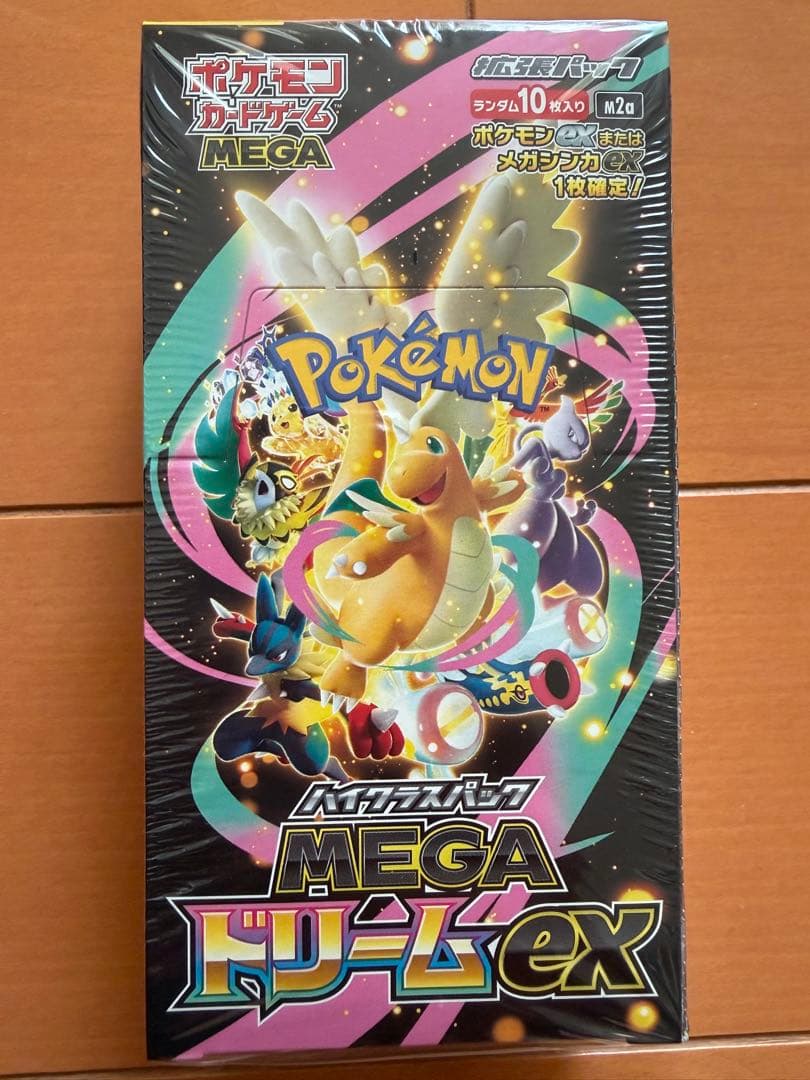 ポケモン
カードゲーム™
MEGA
拡張パック
ランダム10枚入り M2a
ポケモンexまたは
メガシンカex
1枚確定!
POKéMON™
ハイクラスパック
MEGA
ドリームex